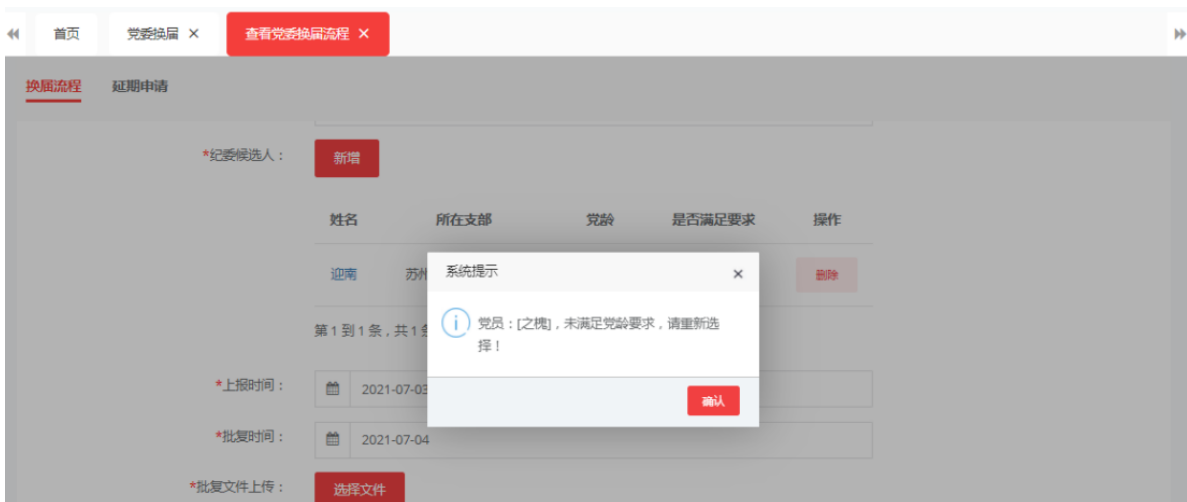 首页 党委换届 × 查看党委换届流程 ×
换届流程 延期申请
*纪委候选人： 新增
姓名 所在支部 党龄 是否满足要求 操作
迎南 苏州 删除
系统提示 ×
党员：[之槐]，未满足党龄要求，请重新选
择！
确认
第1到1条，共1条
*上报时间： 2021-07-03
*批复时间： 2021-07-04
*批复文件上传： 选择文件